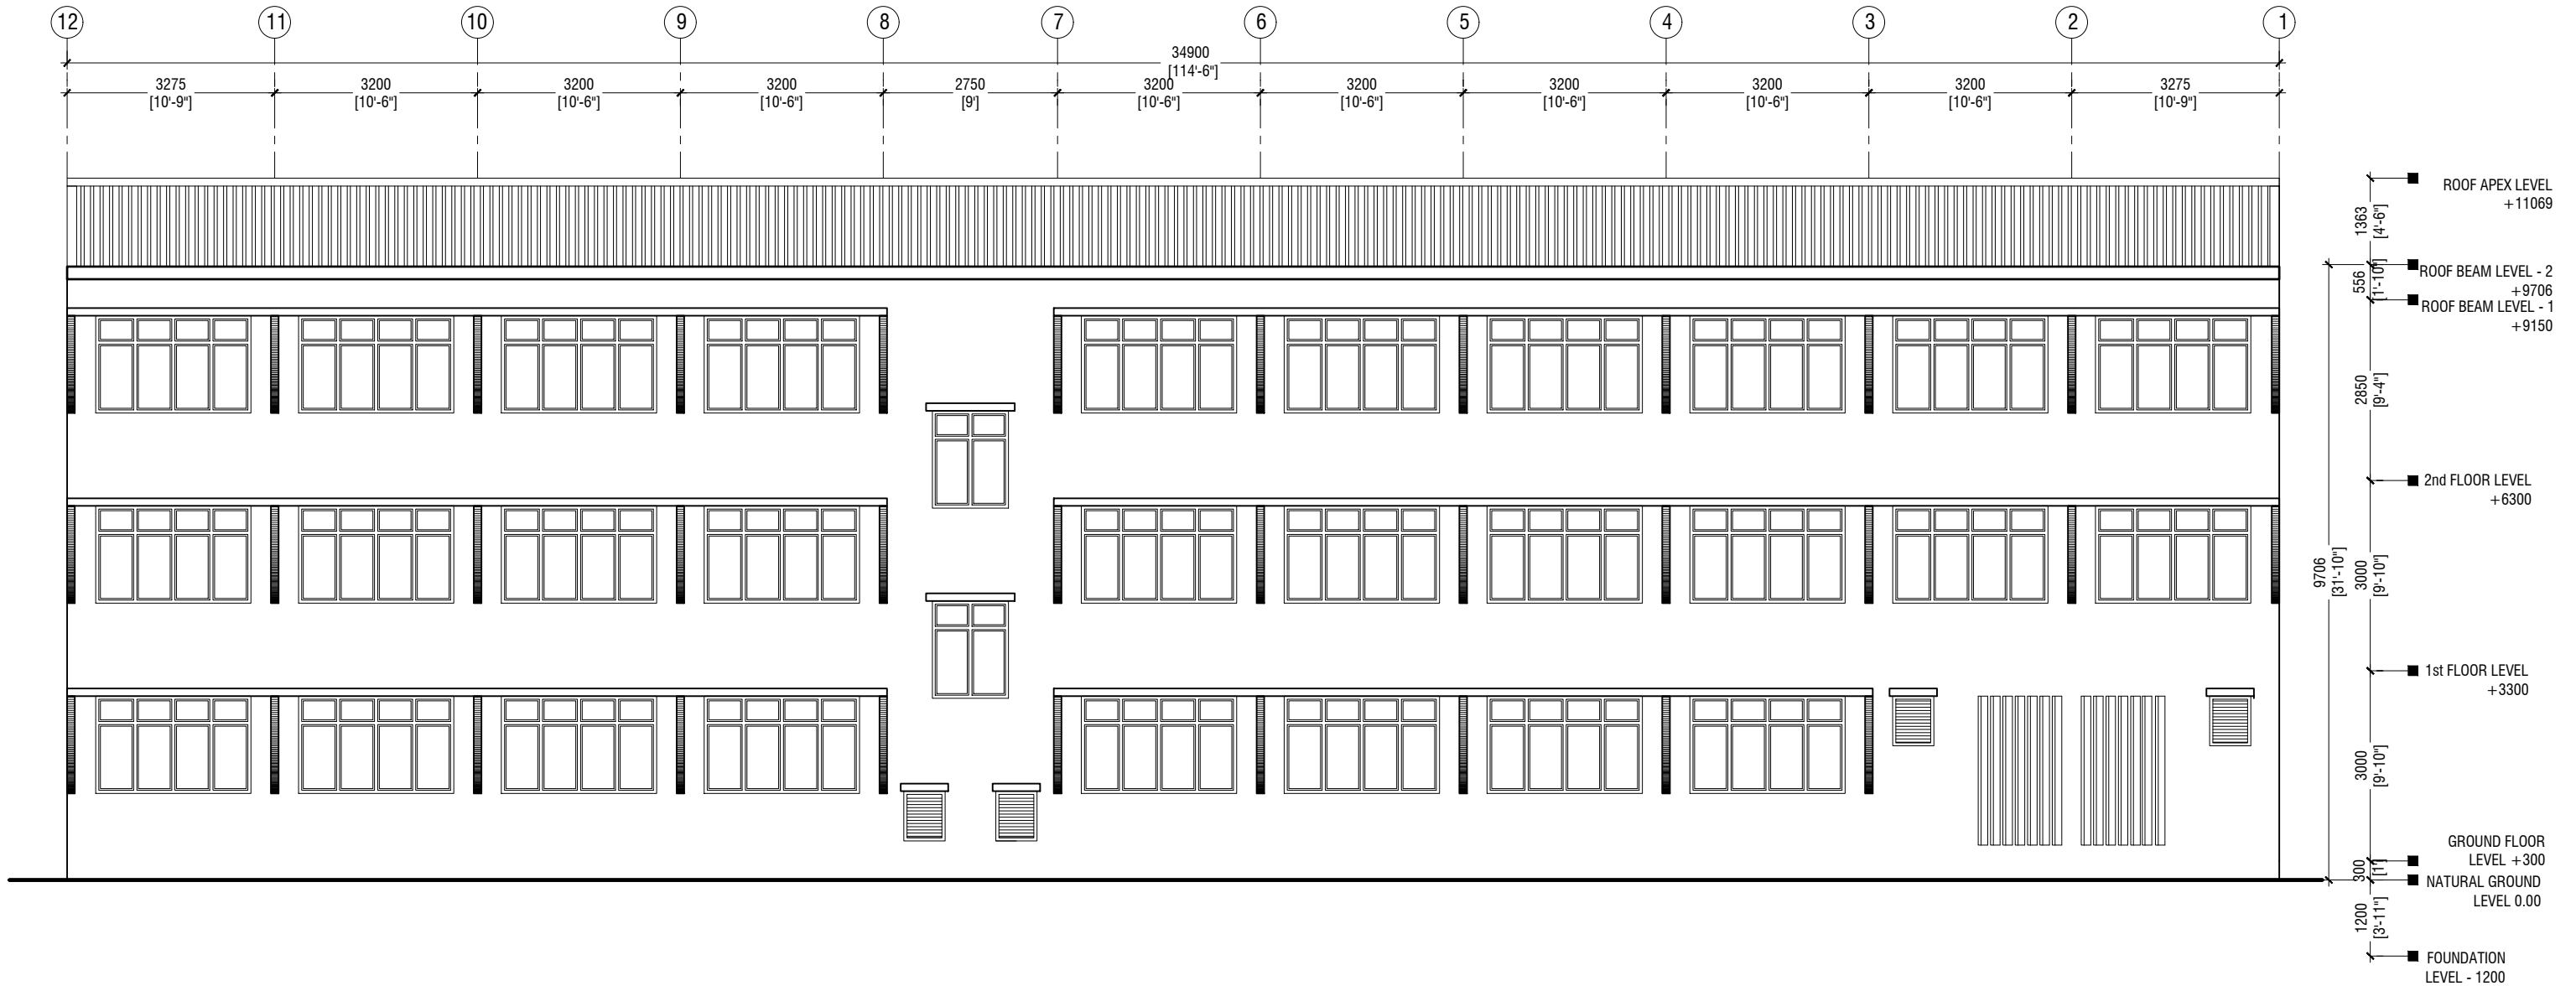 12 11 10 9 8 7 6 5 4 3 2 1
34900
[114'-6"]
3275 3200 3200 3200 2750 3200 3200 3200 3200 3200 3275
[10'-9"] [10'-6"] [10'-6"] [10'-6"] [9'] [10'-6"] [10'-6"] [10'-6"] [10'-6"] [10'-6"] [10'-9"]
ROOF APEX LEVEL
+11069
1363
[4'-6"]
ROOF BEAM LEVEL - 2
+9706
556
[1'-10"]
ROOF BEAM LEVEL - 1
+9150
2850
[9'-4"]
2nd FLOOR LEVEL
+6300
9706
[31'-10"]
3000
[9'-10"]
1st FLOOR LEVEL
+3300
3000
[9'-10"]
GROUND FLOOR
LEVEL +300
300
[1']
NATURAL GROUND
LEVEL 0.00
1200
[3'-11"]
FOUNDATION
LEVEL - 1200